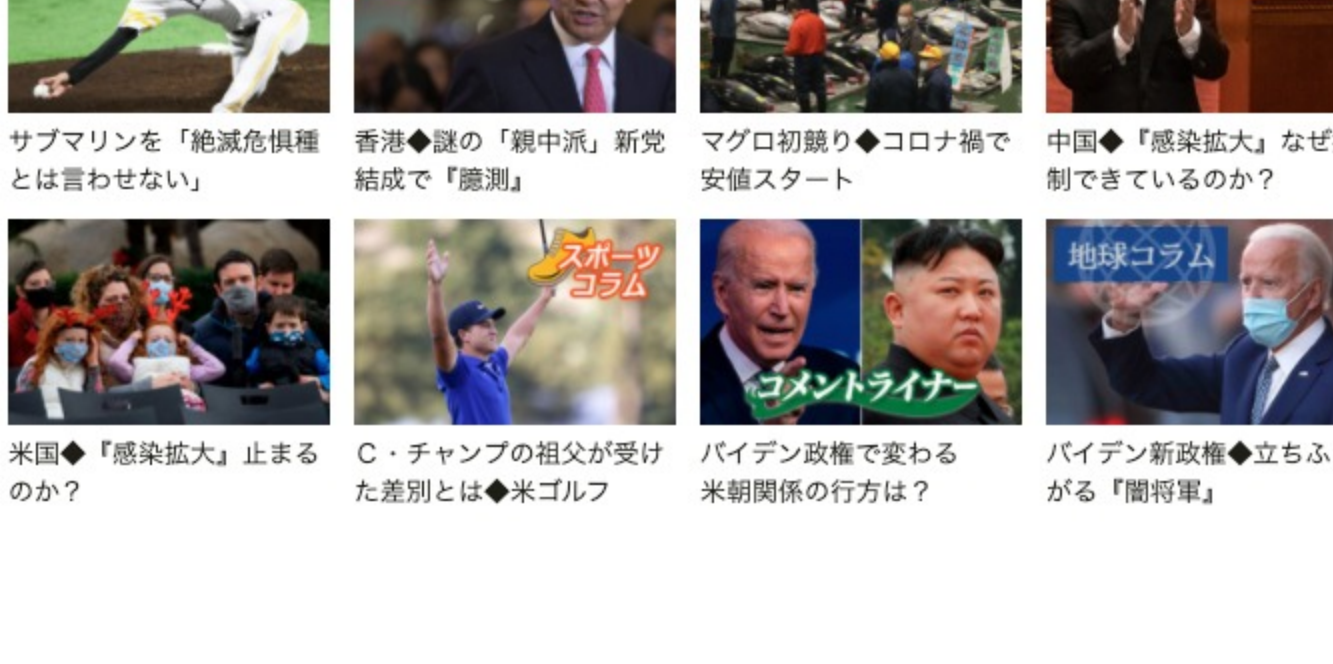 サブマリンを「絶滅危惧種
とは言わせない」
香港◆謎の「親中派」新党
結成で『臆測』
マグロ初競り◆コロナ禍で
安値スタート
中国◆『感染拡大』なぜ
制できているのか？
スポーツ
コラム
コメントライナー
地球コラム
米国◆『感染拡大』止まる
のか？
Ｃ・チャンプの祖父が受け
た差別とは◆米ゴルフ
バイデン政権で変わる
米朝関係の行方は？
バイデン新政権◆立ちふ
がる『闇将軍』